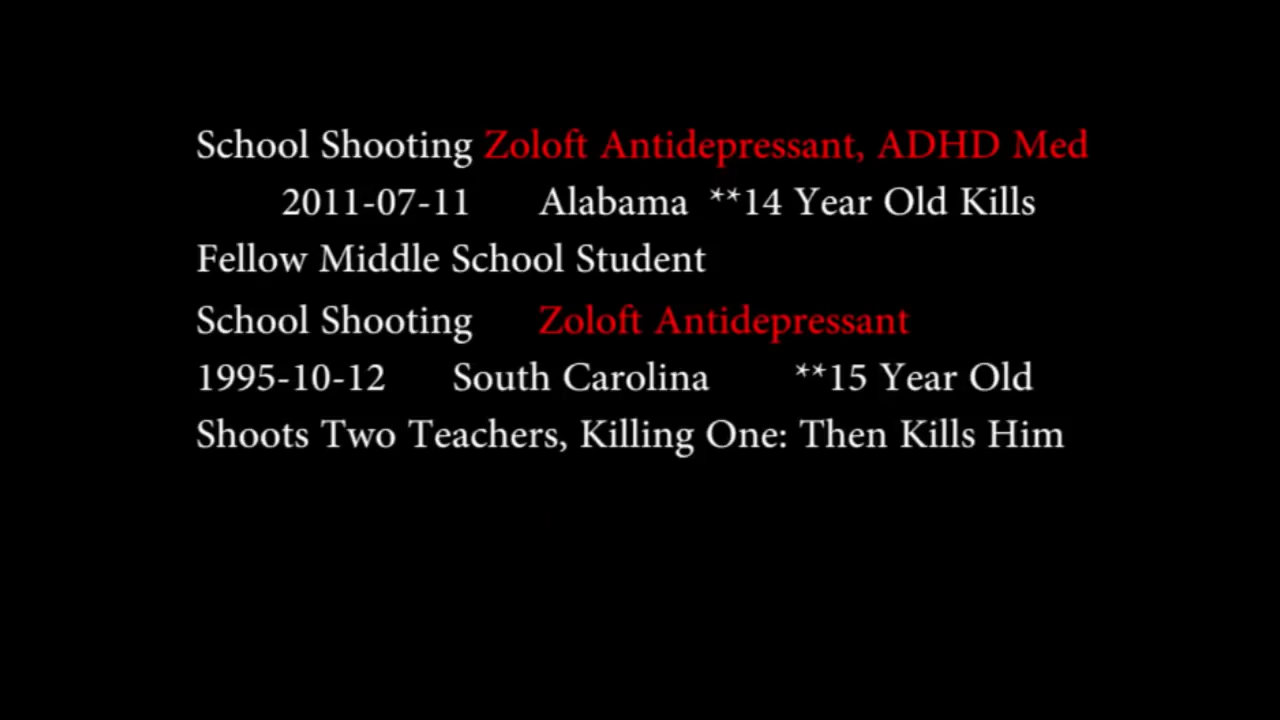 School Shooting Zoloft Antidepressant, ADHD Med
2011-07-11 Alabama **14 Year Old Kills
Fellow Middle School Student
School Shooting Zoloft Antidepressant
1995-10-12 South Carolina **15 Year Old
Shoots Two Teachers, Killing One: Then Kills Him